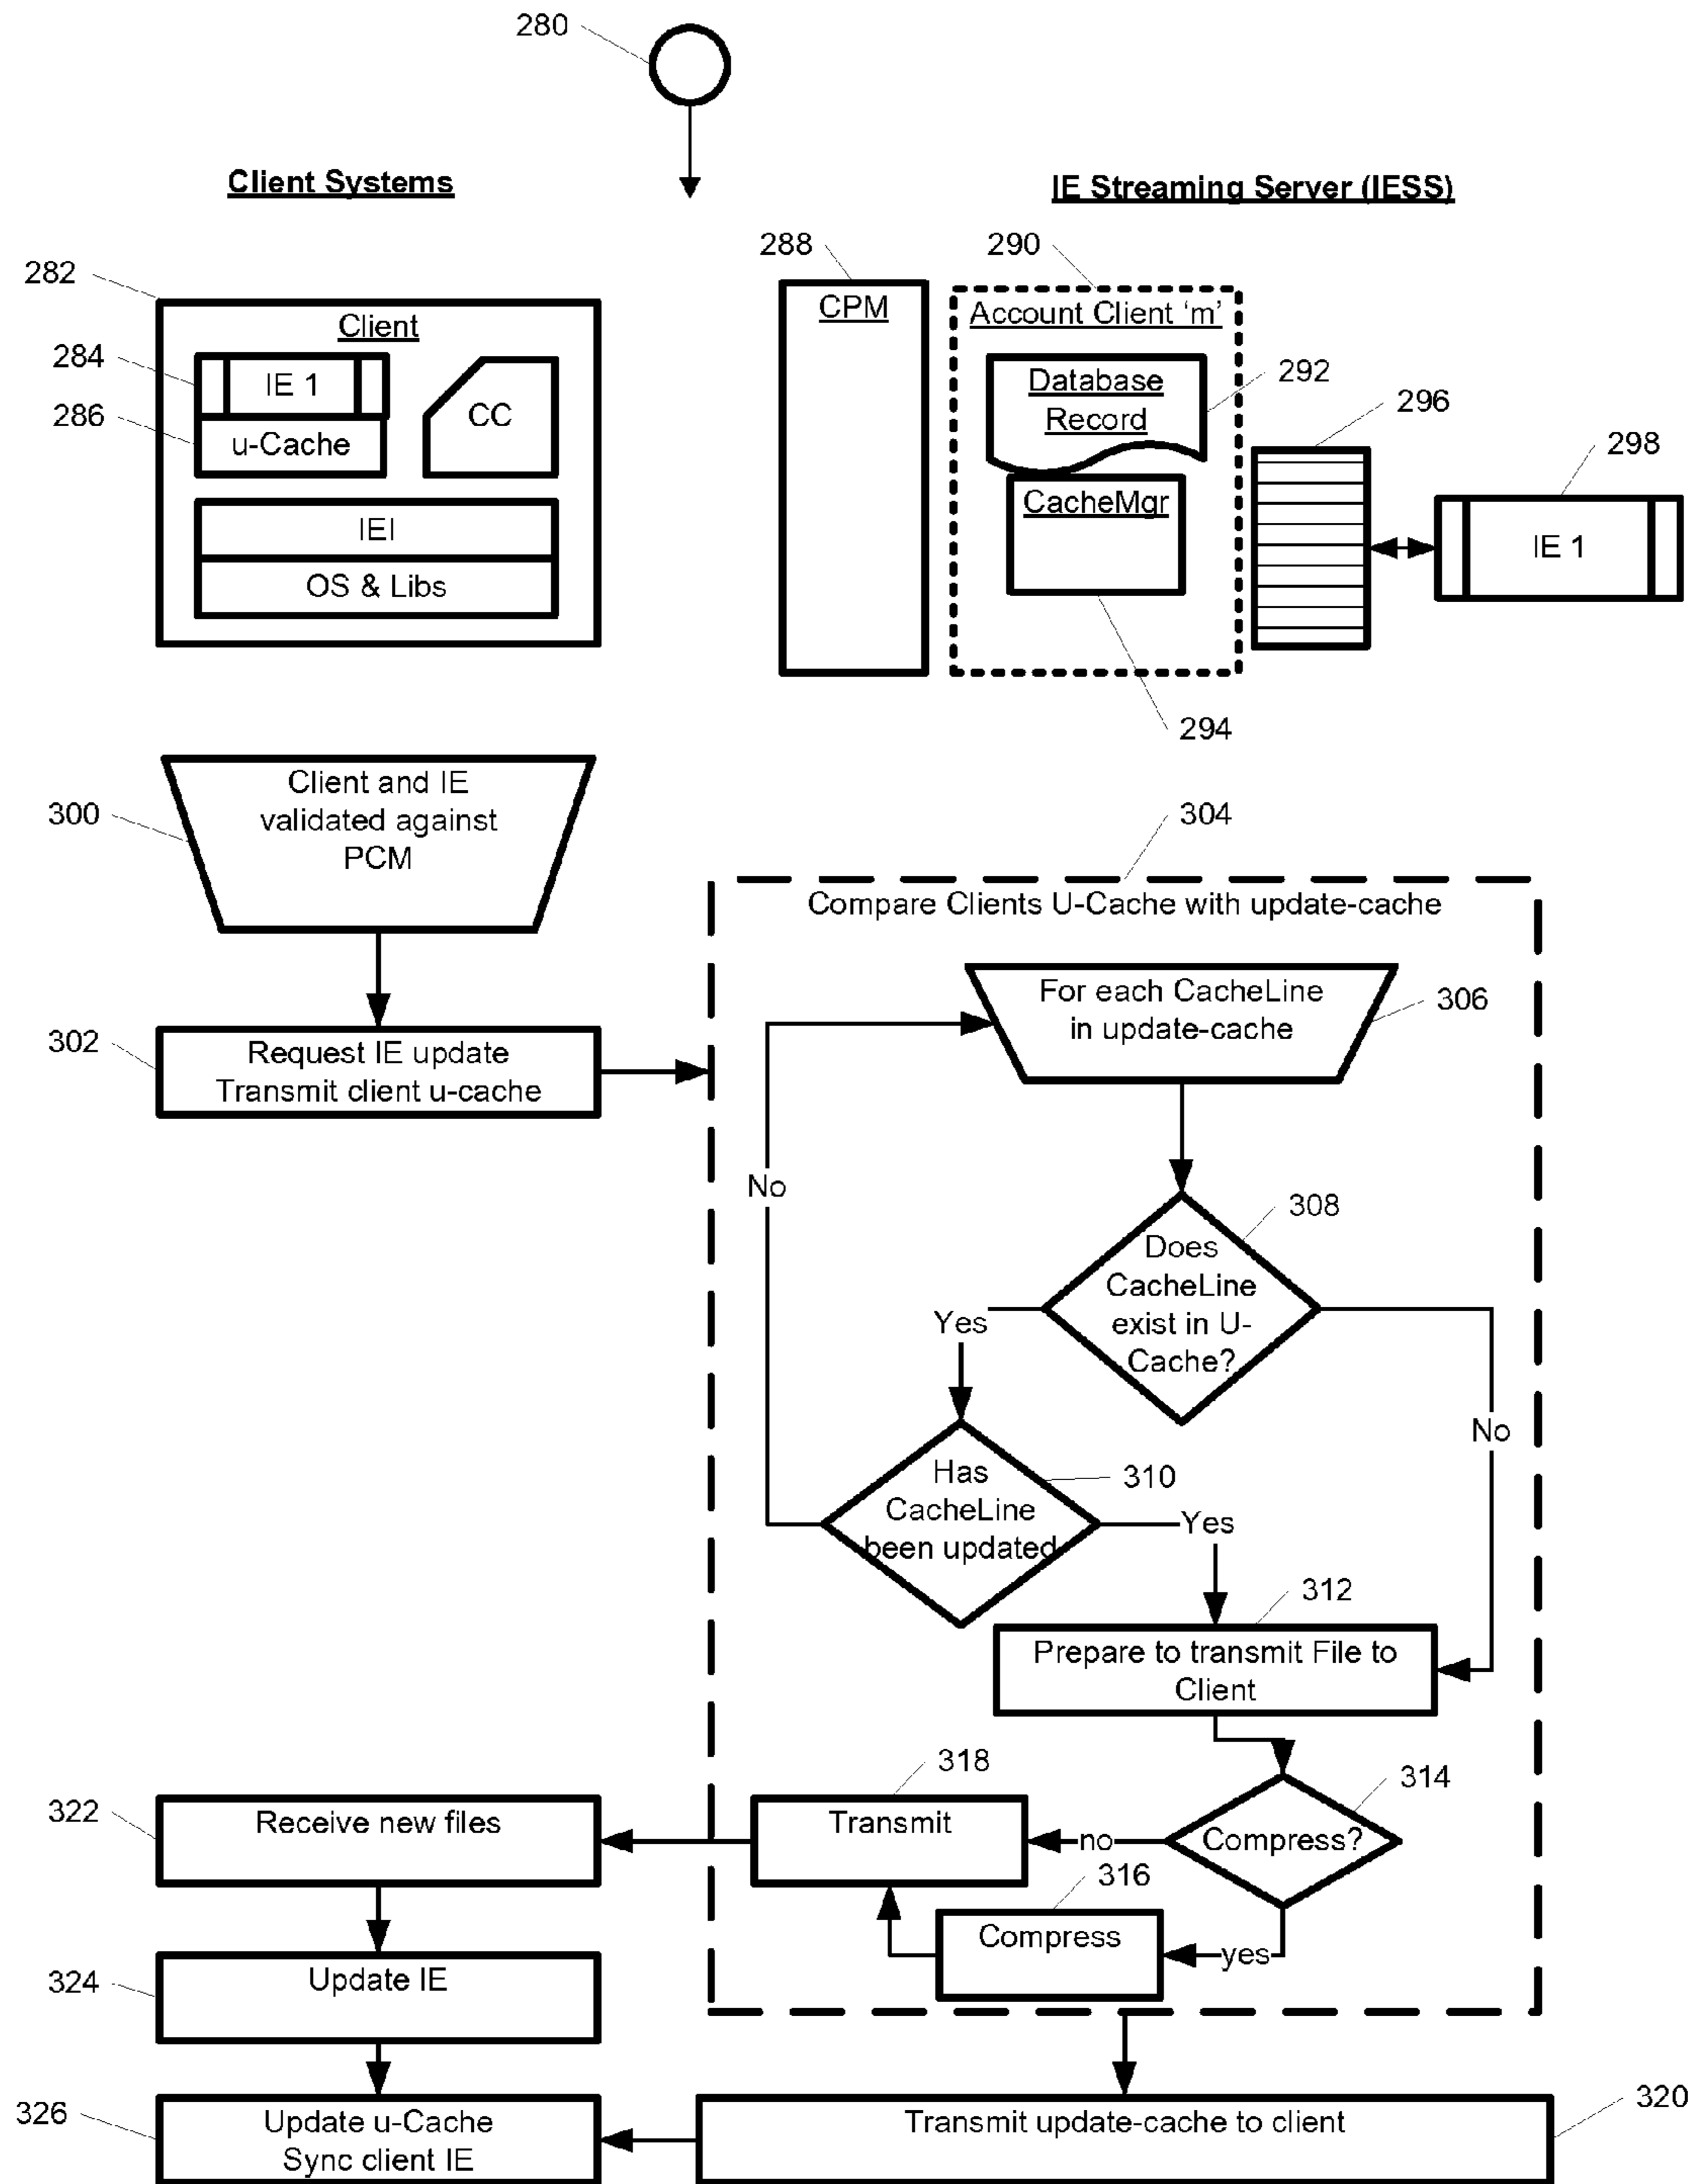 280
Client Systems
IE Streaming Server (IESS)
282
Client
284
IE 1
286
u-Cache
CC
IEI
OS & Libs
288
CPM
290
Account Client ‘m’
Database
Record
292
CacheMgr
294
296
298
IE 1
300
Client and IE
validated against
PCM
302
Request IE update
Transmit client u-cache
304
Compare Clients U-Cache with update-cache
For each CacheLine
in update-cache
306
No
308
Does
CacheLine
exist in U-
Cache?
Yes
No
Has
CacheLine
been updated
310
Yes
312
Prepare to transmit File to
Client
314
Compress?
no
318
Transmit
316
Compress
yes
322
Receive new files
324
Update IE
326
Update u-Cache
Sync client IE
Transmit update-cache to client
320